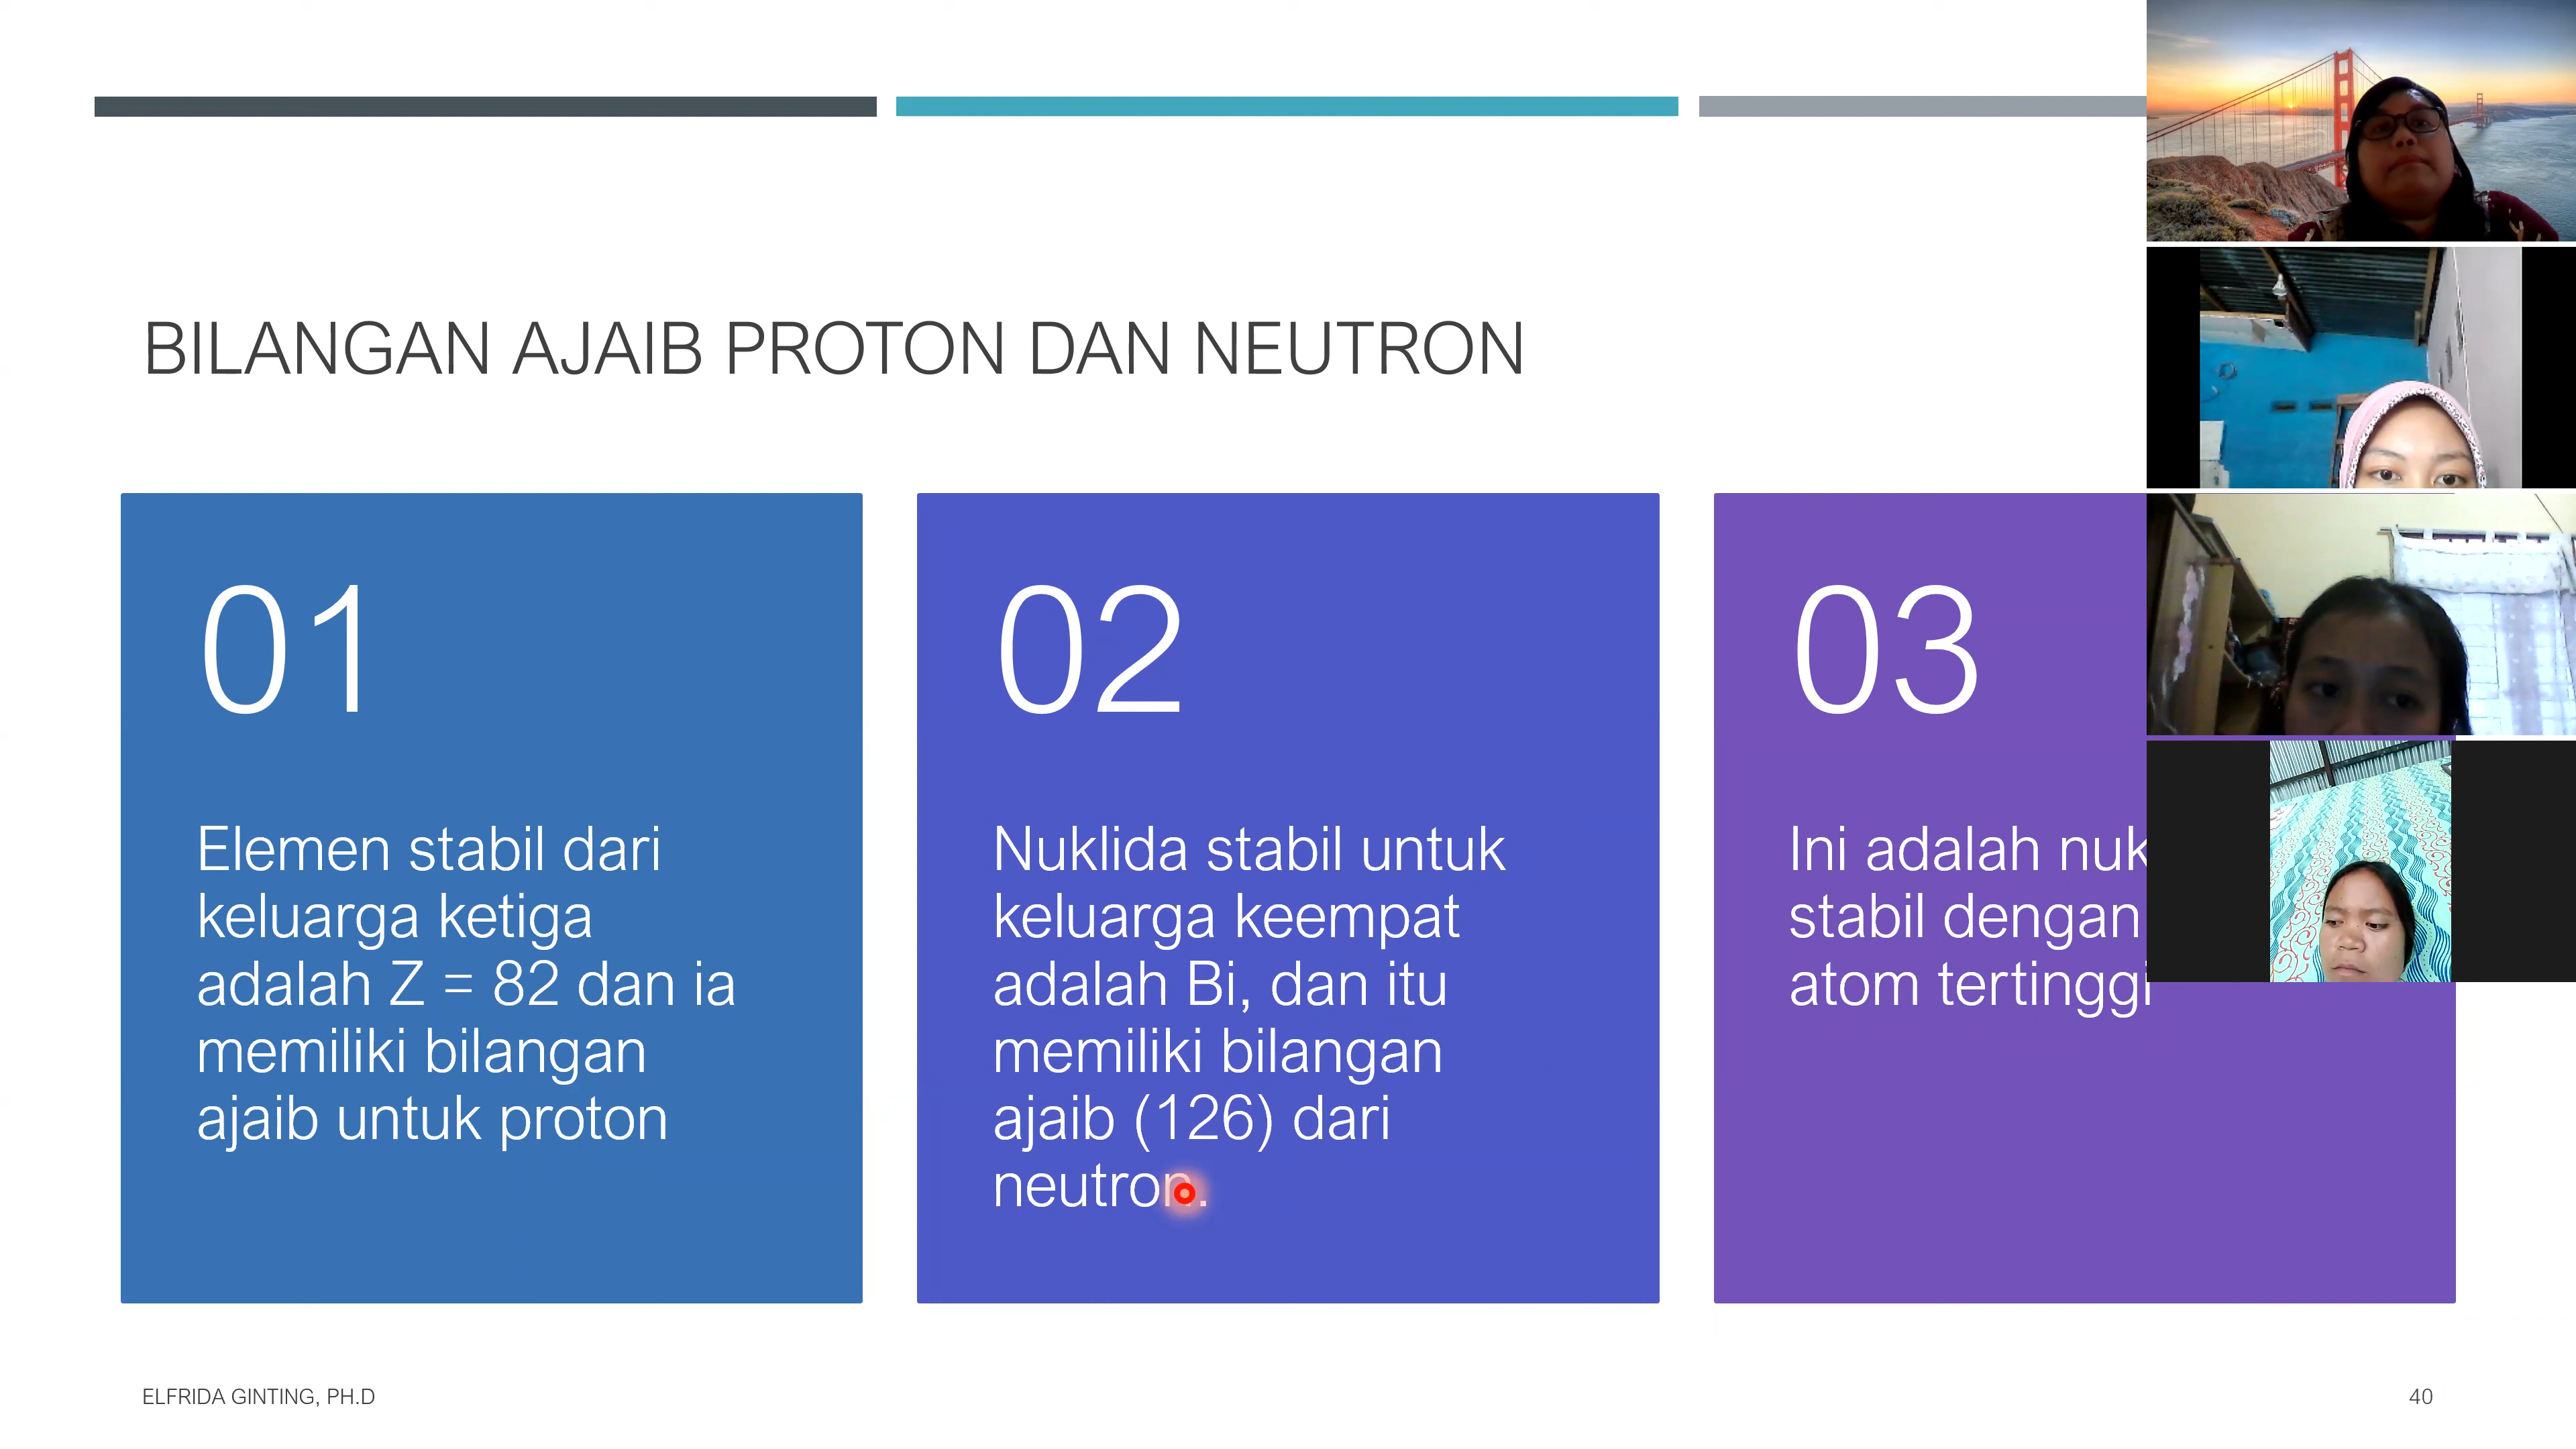 BILANGAN AJAIB PROTON DAN NEUTRON
01
Elemen stabil dari
keluarga ketiga
adalah Z = 82 dan ia
memiliki bilangan
ajaib untuk proton
02
Nuklida stabil untuk
keluarga keempat
adalah Bi, dan itu
memiliki bilangan
ajaib (126) dari
neutron.
03
Ini adalah
stabil dengan
atom tertinggi
ELFRIDA GINTING, PH.D
40